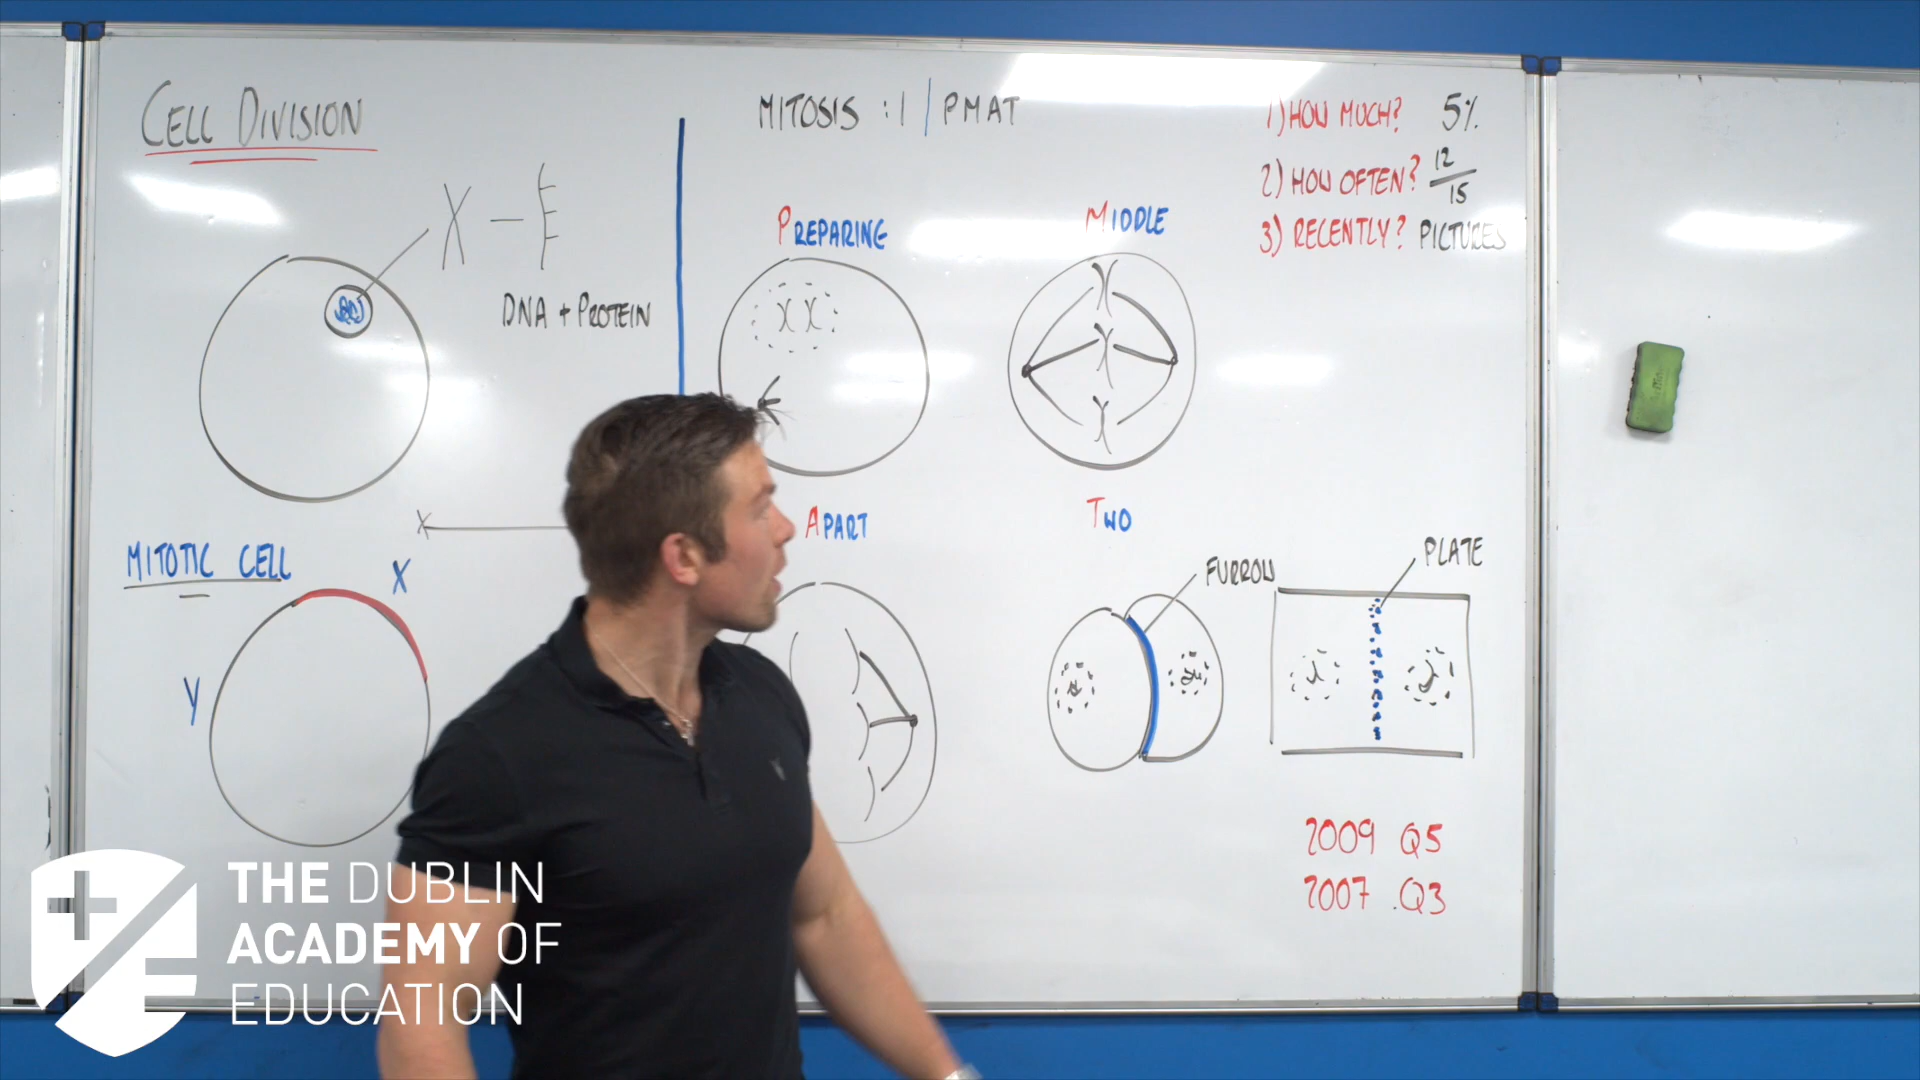 CELL DIVISION
X - E
DNA + PROTEIN
MITOTIC CELL
X
X
Y
MITOSIS : 1 | PMAT
PREPARING
MIDDLE
APART
TWO
FURROW
PLATE
1) HOW MUCH? 5%
2) HOW OFTEN? 12/15
3) RECENTLY? PICTURES
2009 Q5
2007 .Q3
THE DUBLIN
ACADEMY OF
EDUCATION